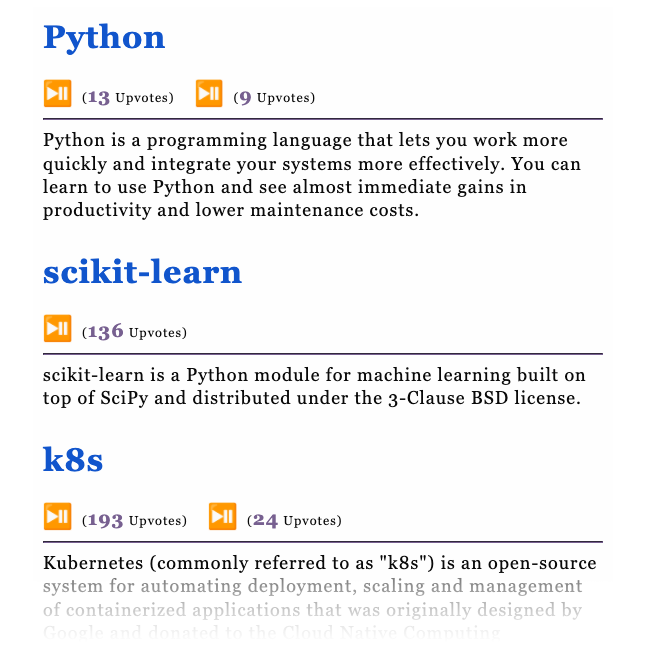 Python
(13 Upvotes) (9 Upvotes)
Python is a programming language that lets you work more
quickly and integrate your systems more effectively. You can
learn to use Python and see almost immediate gains in
productivity and lower maintenance costs.
scikit-learn
(136 Upvotes)
scikit-learn is a Python module for machine learning built on
top of SciPy and distributed under the 3-Clause BSD license.
k8s
(193 Upvotes) (24 Upvotes)
Kubernetes (commonly referred to as "k8s") is an open-source
system for automating deployment, scaling and management
of containerized applications that was originally designed by
Google and donated to the Cloud Native Computing